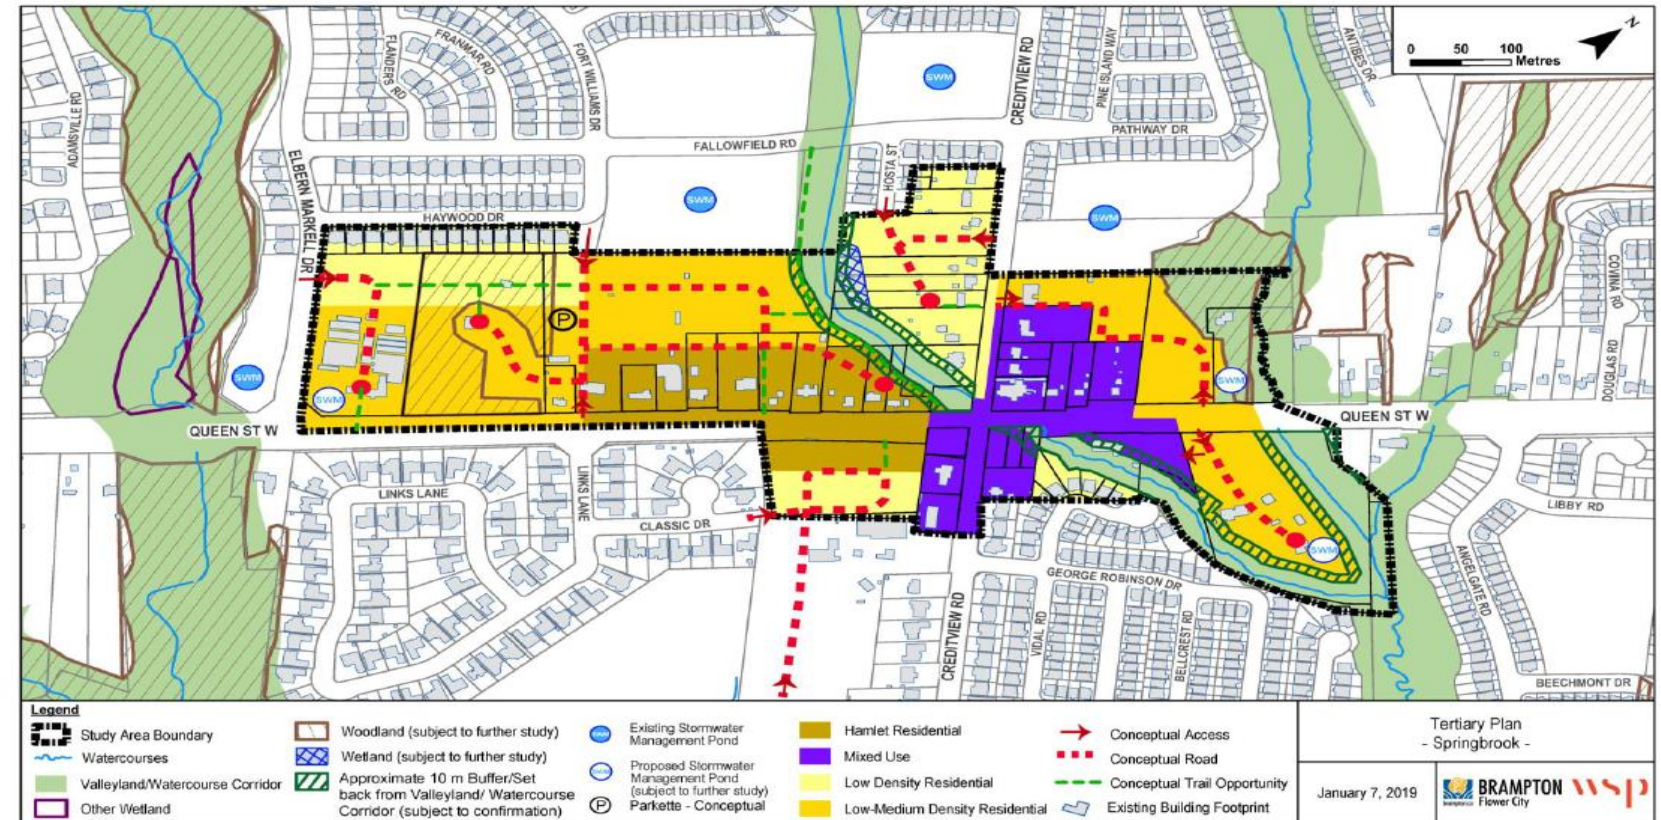 N
0 50 100
Metres
ADAMSVILLE RD
FLANDERS RD
FRANMAR RD
FORT WILLIAMS DR
SWM
CREDITVIEW RD
PINE ISLAND WAY
ANTIBES DR
PATHWAY DR
FALLOWFIELD RD
HOSTA ST
ELBERN MARKELL DR
HAYWOOD DR
SWM
SWM
COVINA RD
DOUGLAS RD
P
SWM
SWM
SWM
QUEEN ST W
QUEEN ST W
LINKS LANE
LINKS LANE
CLASSIC DR
SWM
LIBBY RD
ANGELGATE RD
GEORGE ROBINSON DR
CREDITVIEW RD
VIDAL RD
BELLCREST RD
BEECHMONT DR
Legend
Study Area Boundary
Watercourses
Valleyland/Watercourse Corridor
Other Wetland
Woodland (subject to further study)
Wetland (subject to further study)
Approximate 10 m Buffer/Set
back from Valleyland/ Watercourse
Corridor (subject to confirmation)
SWM
Existing Stormwater
Management Pond
SWM
Proposed Stormwater
Management Pond
(subject to further study)
P
Parkette - Conceptual
Hamlet Residential
Mixed Use
Low Density Residential
Low-Medium Density Residential
Conceptual Access
Conceptual Road
Conceptual Trail Opportunity
Existing Building Footprint
Tertiary Plan
- Springbrook -
January 7, 2019
BRAMPTON
Flower City
wsp